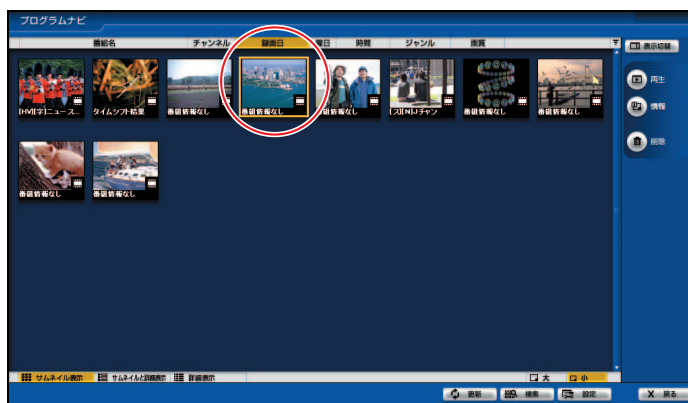 プログラムナビ
番組名 チャンネル 録画日 曜日 時間 ジャンル 画質
表示切替
再生
情報
削除
[HV][字]ニュース... タイムシフト結果 番組情報なし 番組情報なし 番組情報なし [ス][N]Jチャン 番組情報なし 番組情報なし
番組情報なし 番組情報なし
サムネイル表示 サムネイルと詳細表示 詳細表示 大 小
更新 検索 設定 X 戻る